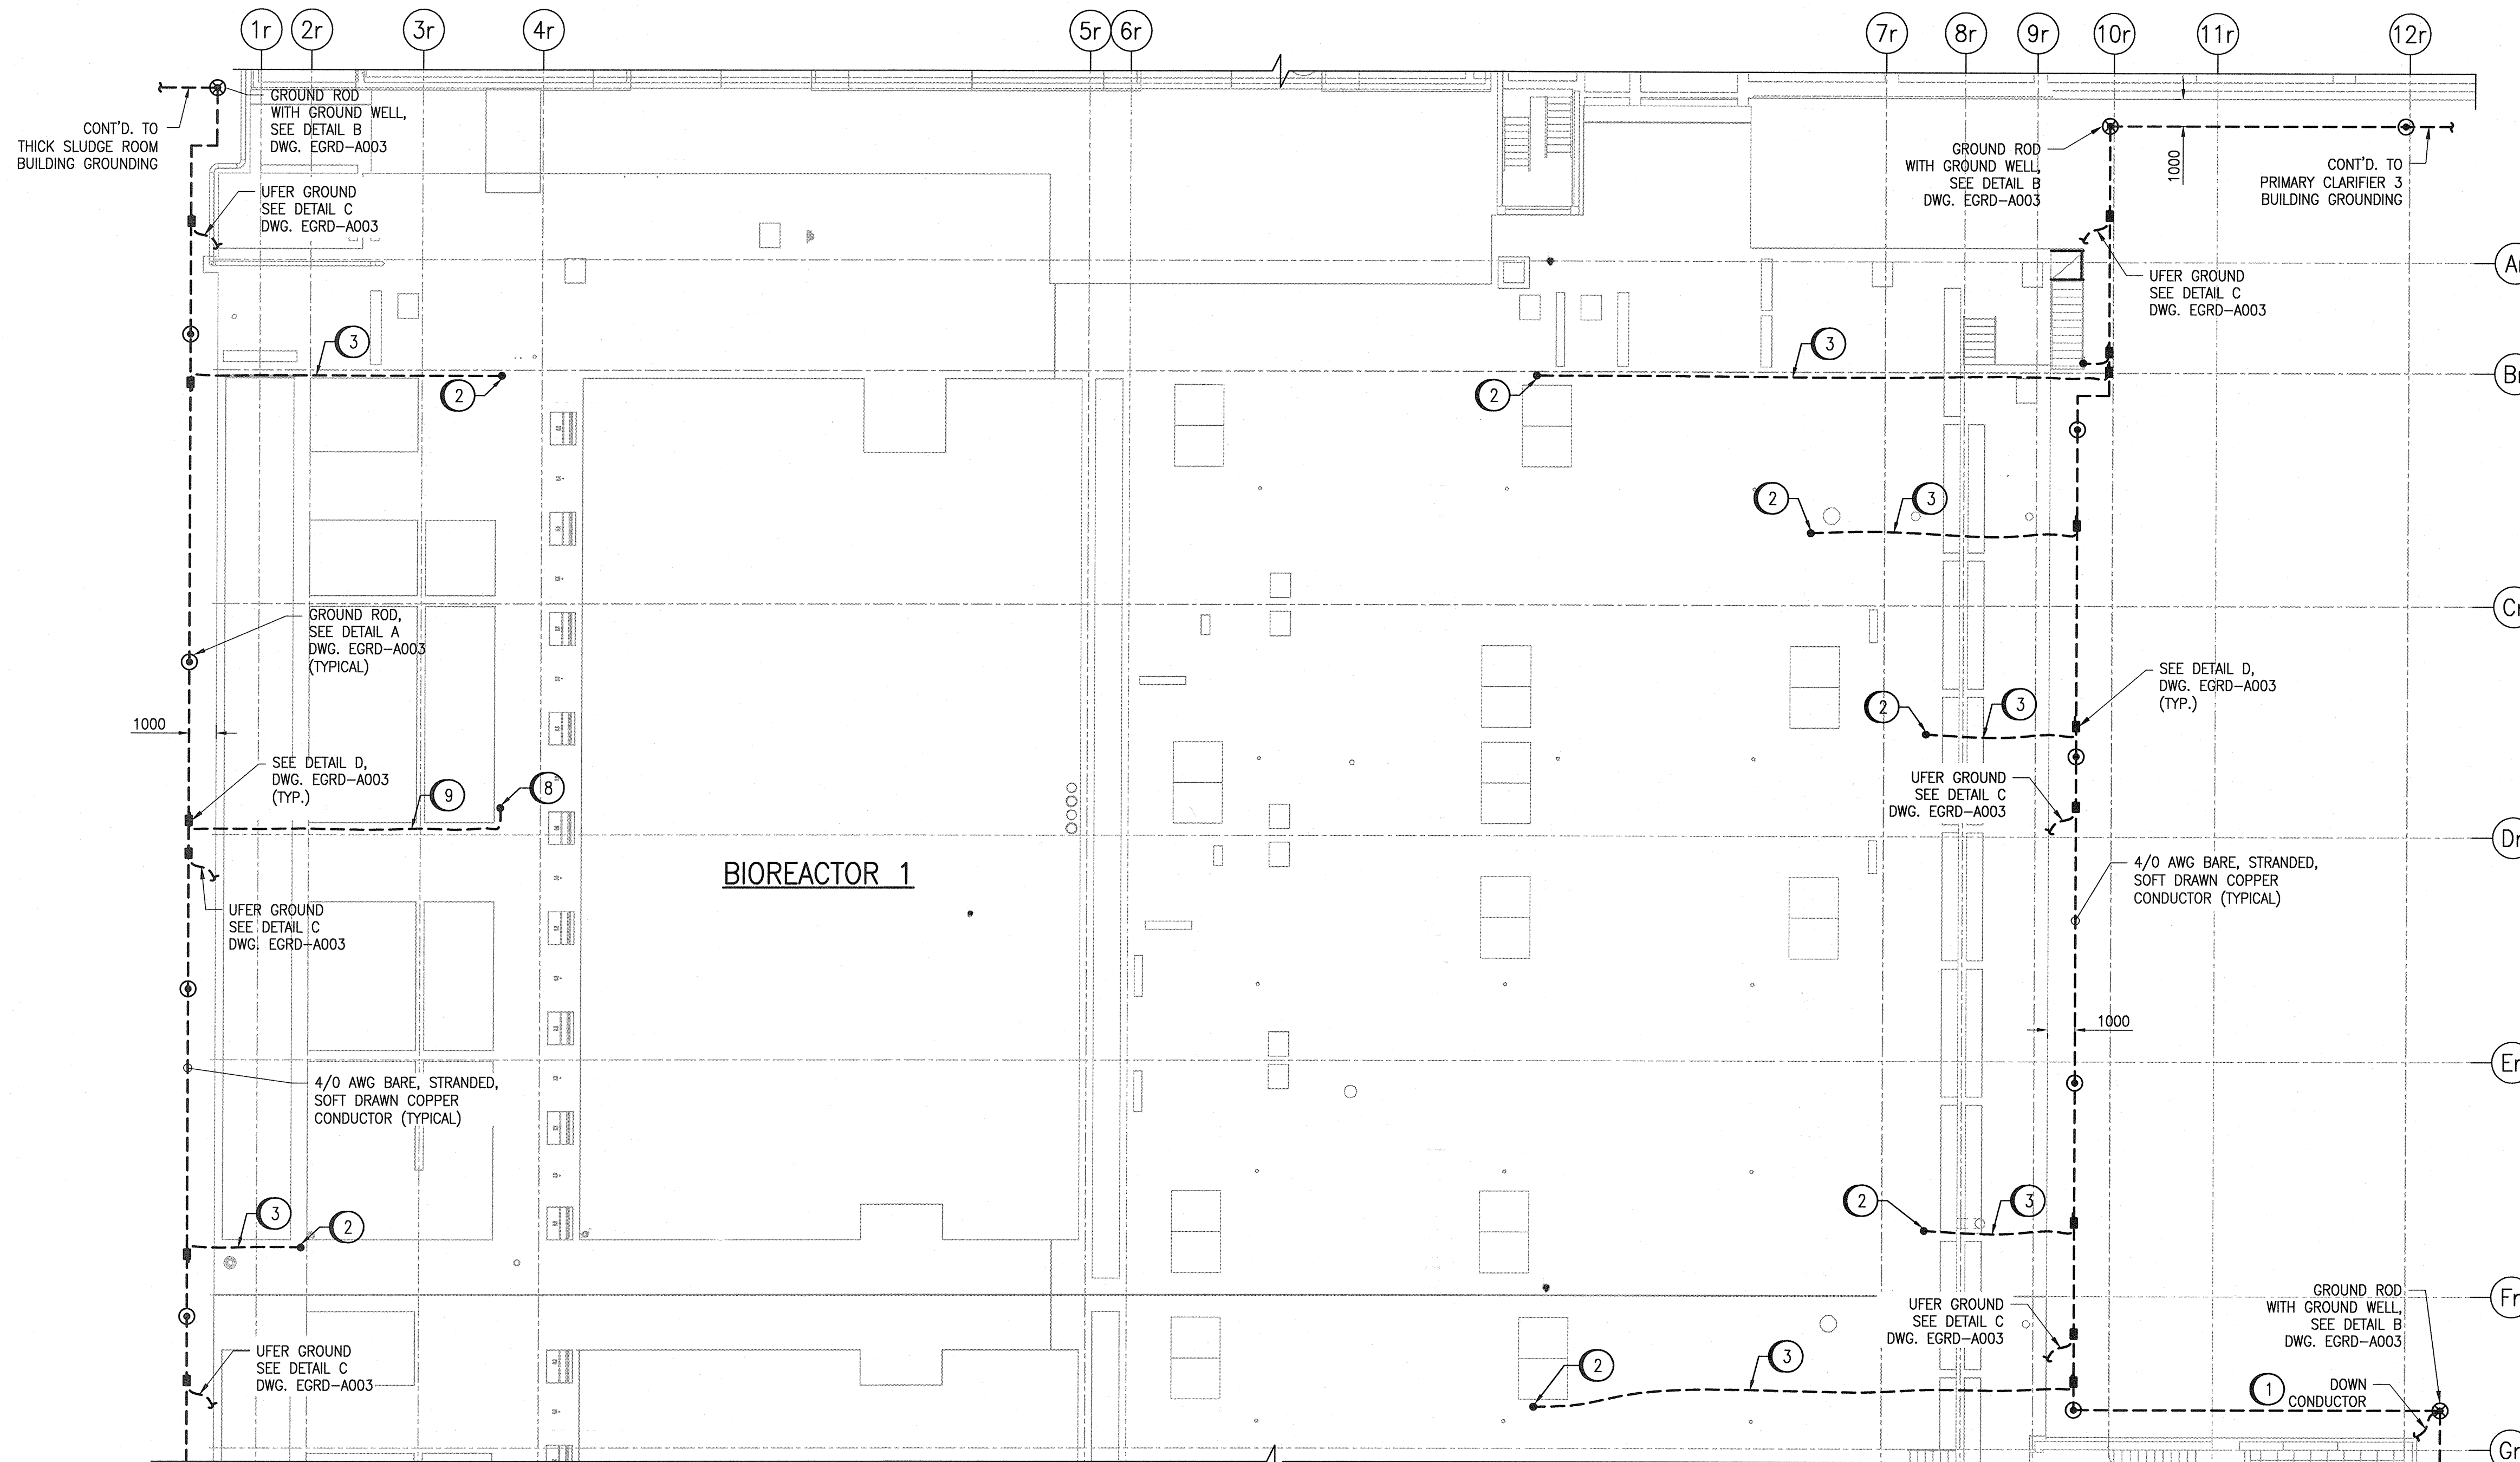 1r 2r 3r 4r 5r 6r 7r 8r 9r 10r 11r 12r
GROUND ROD
WITH GROUND WELL,
SEE DETAIL B
DWG. EGRD-A003
CONT'D. TO
THICK SLUDGE ROOM
BUILDING GROUNDING
UFER GROUND
SEE DETAIL C
DWG. EGRD-A003
GROUND ROD
WITH GROUND WELL,
SEE DETAIL B
DWG. EGRD-A003
1000
CONT'D. TO
PRIMARY CLARIFIER 3
BUILDING GROUNDING
UFER GROUND
SEE DETAIL C
DWG. EGRD-A003
3
2
3
2
Br
2
3
GROUND ROD,
SEE DETAIL A
DWG. EGRD-A003
(TYPICAL)
Cr
1000
SEE DETAIL D,
DWG. EGRD-A003
(TYP.)
2
3
SEE DETAIL D,
DWG. EGRD-A003
(TYP.)
9
8
UFER GROUND
SEE DETAIL C
DWG. EGRD-A003
Dr
BIOREACTOR 1
4/0 AWG BARE, STRANDED,
SOFT DRAWN COPPER
CONDUCTOR (TYPICAL)
UFER GROUND
SEE DETAIL C
DWG. EGRD-A003
1000
Er
4/0 AWG BARE, STRANDED,
SOFT DRAWN COPPER
CONDUCTOR (TYPICAL)
3
2
2
3
Fr
UFER GROUND
SEE DETAIL C
DWG. EGRD-A003
GROUND ROD
WITH GROUND WELL,
SEE DETAIL B
DWG. EGRD-A003
UFER GROUND
SEE DETAIL C
DWG. EGRD-A003
2
3
1
DOWN
CONDUCTOR
Gr